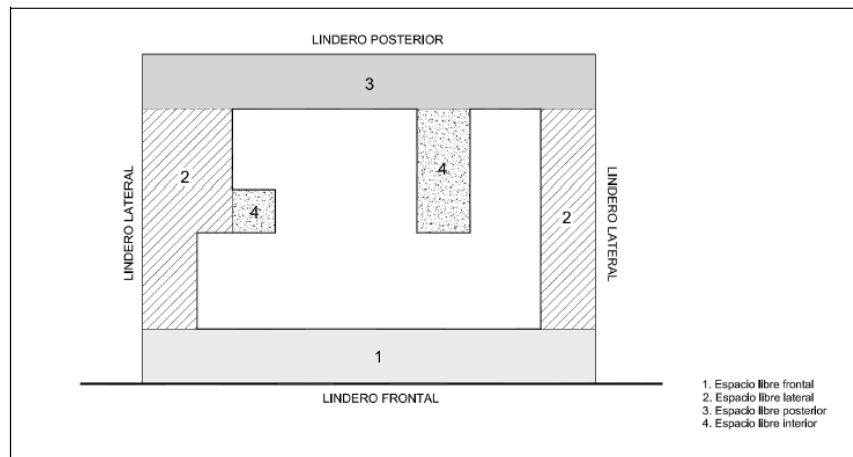 LINDERO POSTERIOR
3
LINDERO LATERAL
2
4
4
2
LINDERO LATERAL
1
LINDERO FRONTAL
1. Espacio libre frontal
2. Espacio libre lateral
3. Espacio libre posterior
4. Espacio libre interior